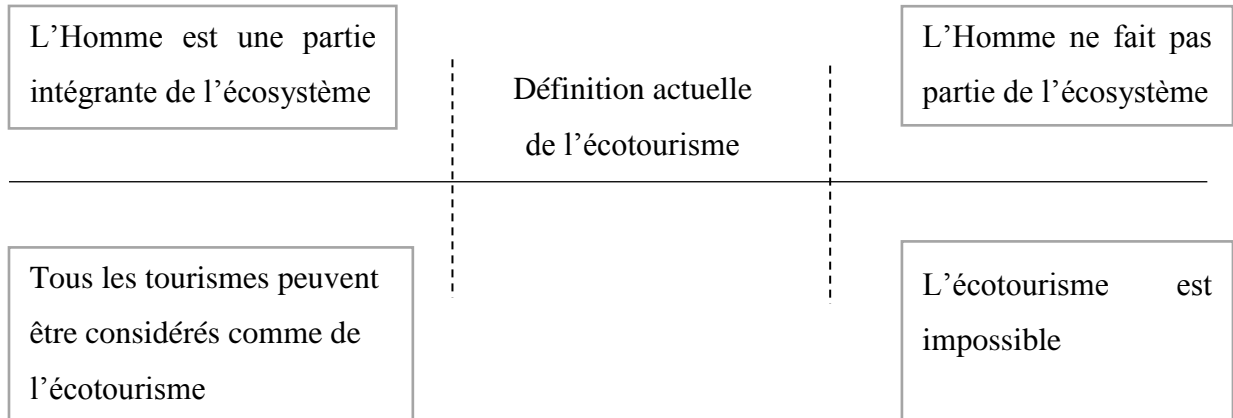 L’Homme est une partie
intégrante de l’écosystème
Définition actuelle
de l’écotourisme
L’Homme ne fait pas
partie de l’écosystème
Tous les tourismes peuvent
être considérés comme de
l’écotourisme
L’écotourisme est
impossible